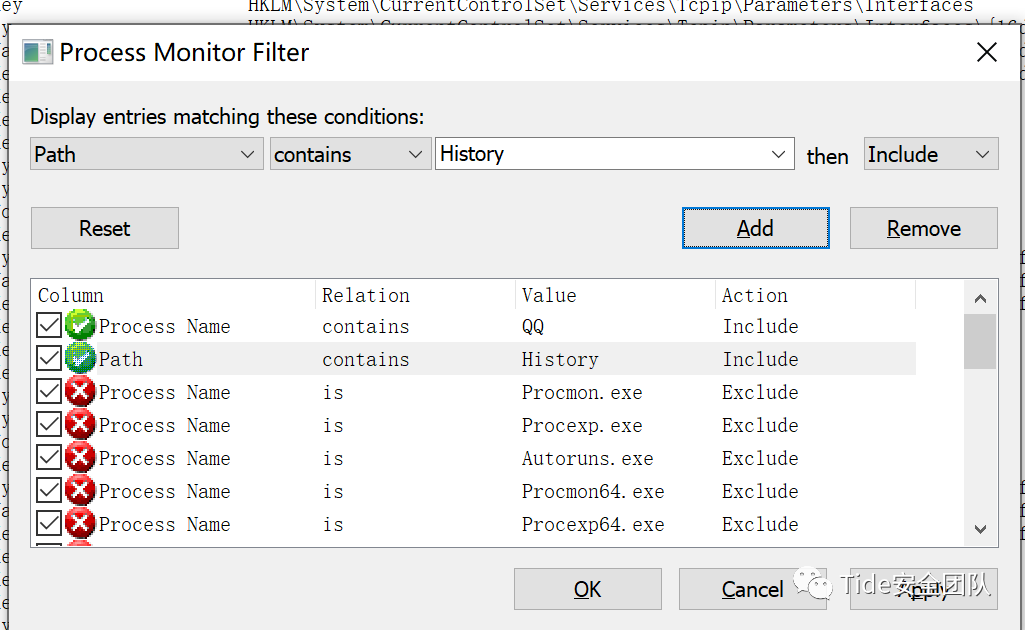 HKLM\System\CurrentControlSet\Services\Tcpip\Parameters\Interfaces
Process Monitor Filter
Display entries matching these conditions:
Path contains History then Include
Reset Add Remove
Column Relation Value Action
Process Name contains QQ Include
Path contains History Include
Process Name is Procmon.exe Exclude
Process Name is Procexp.exe Exclude
Process Name is Autoruns.exe Exclude
Process Name is Procmon64.exe Exclude
Process Name is Procexp64.exe Exclude
OK Cancel Apply
Tide安全团队